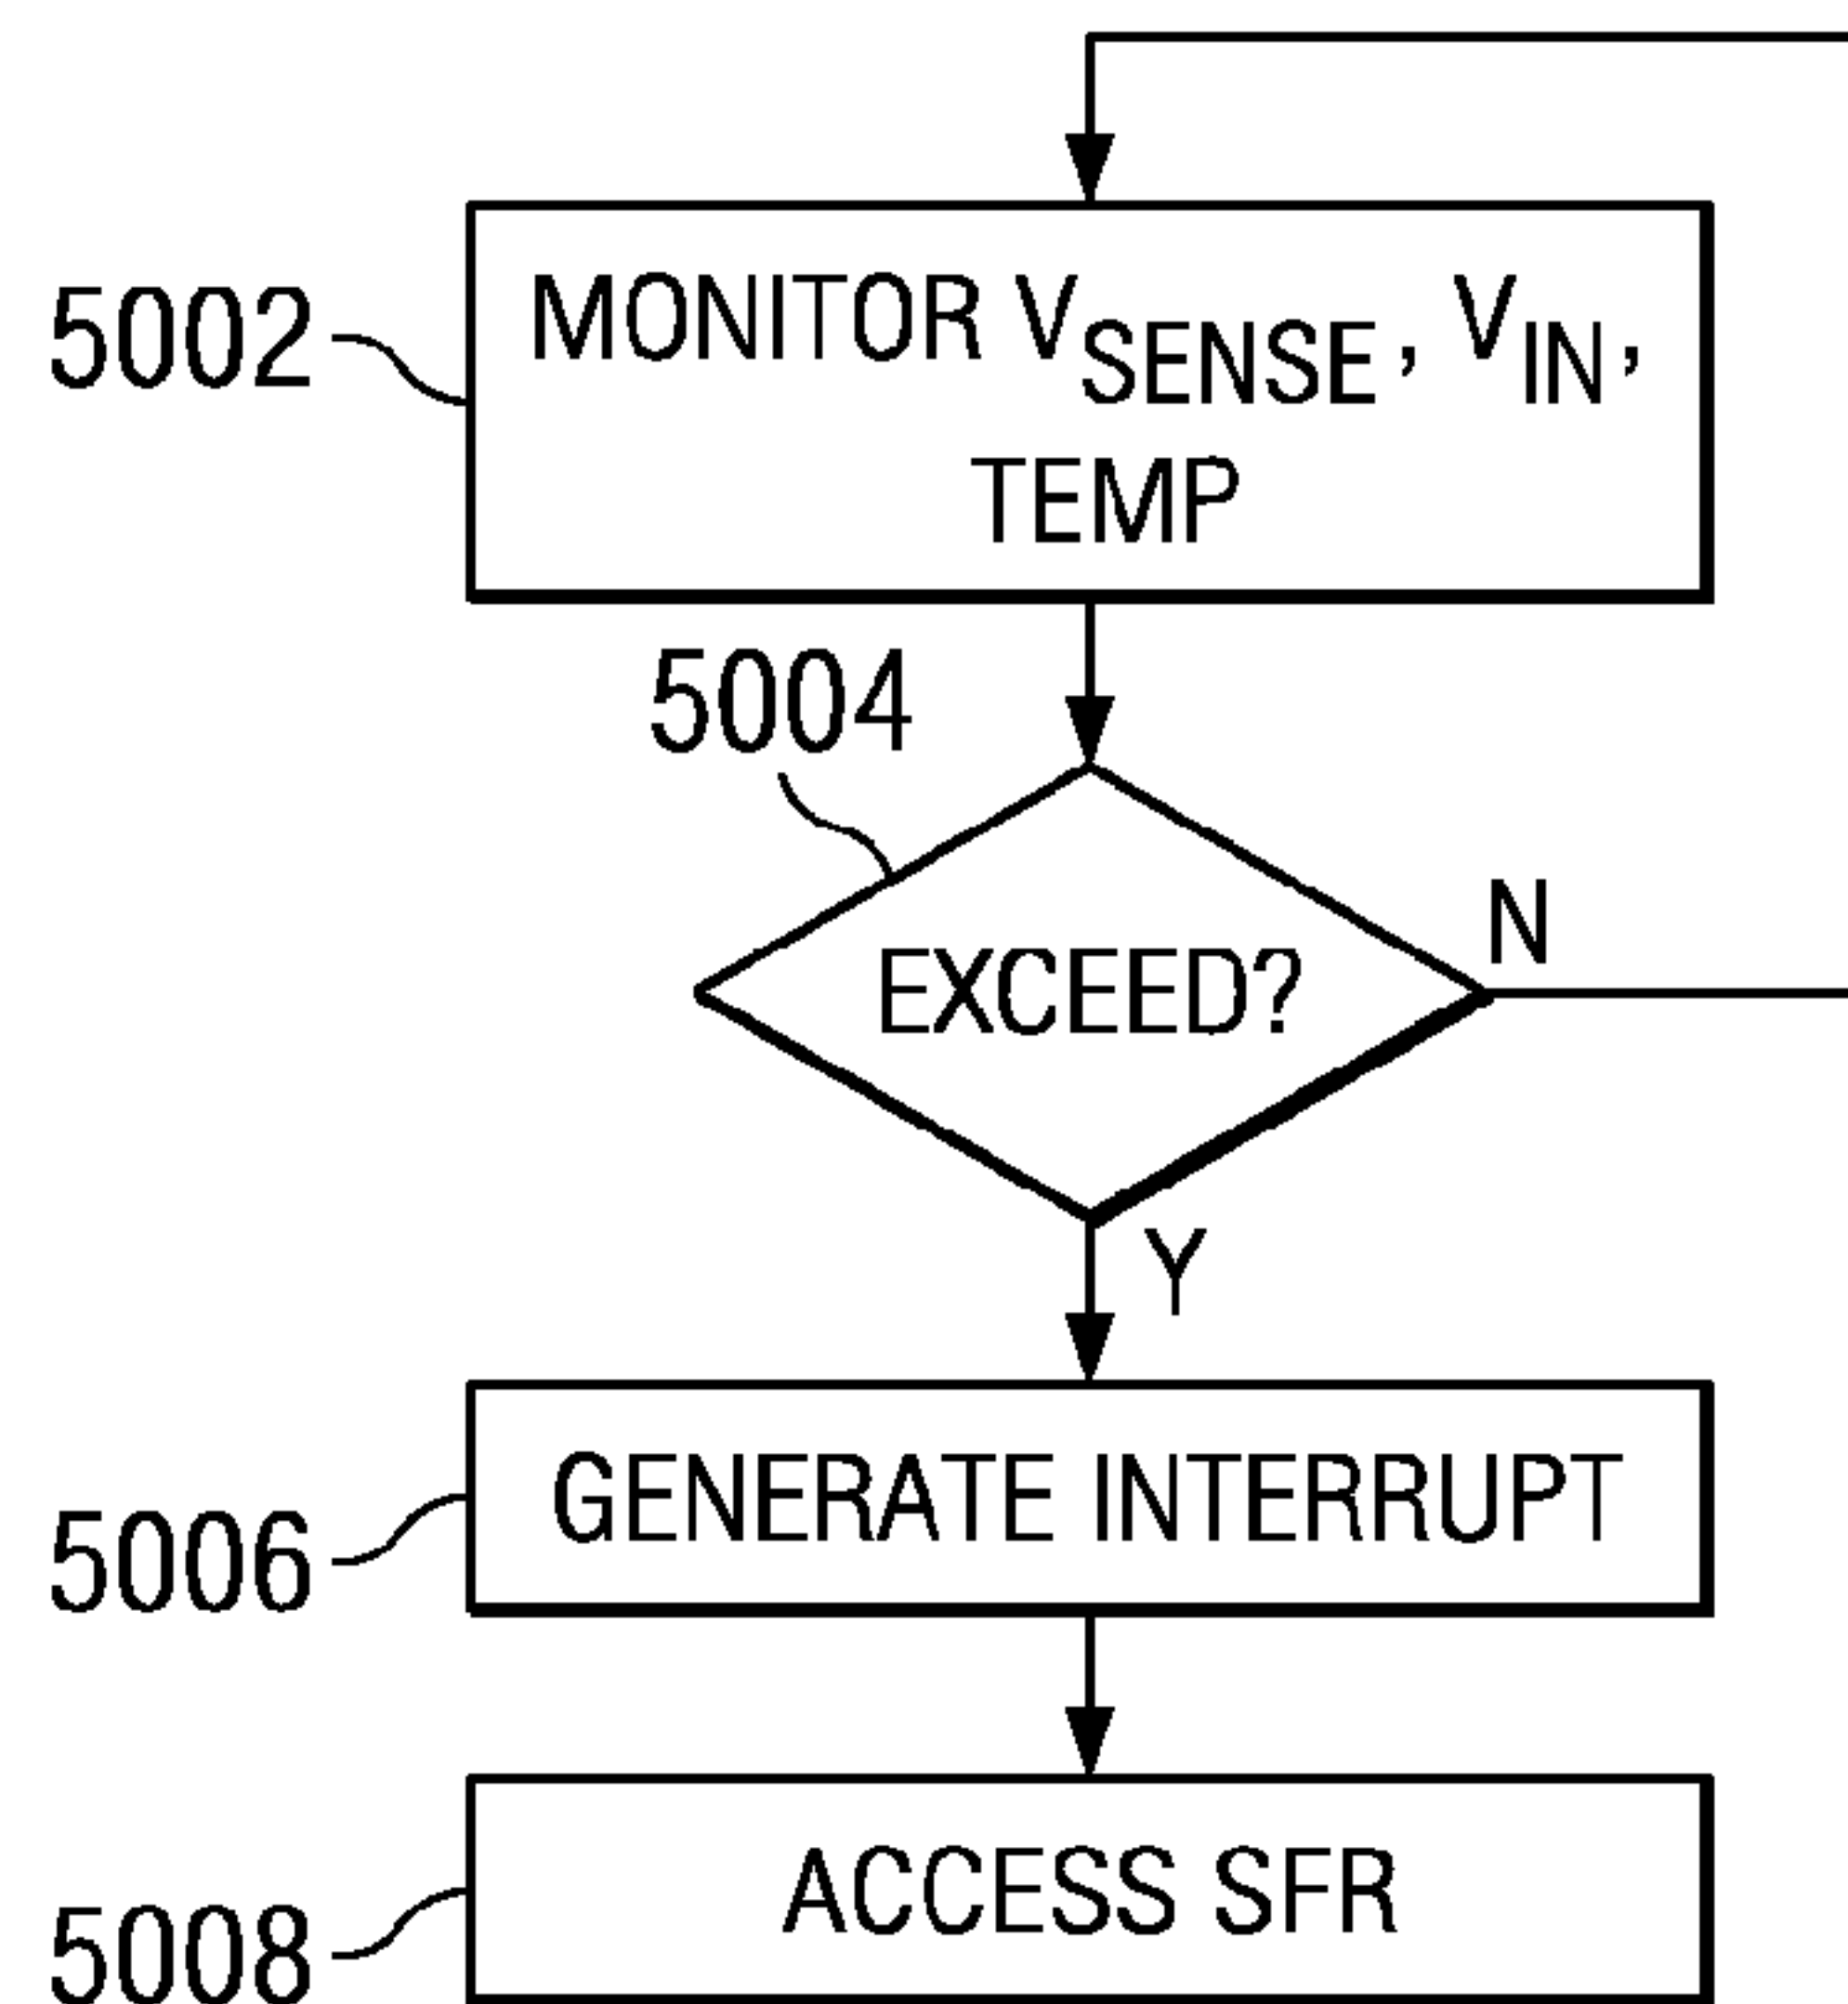 5002
MONITOR VSENSE, VIN,
TEMP
5004
EXCEED?
N
Y
5006
GENERATE INTERRUPT
5008
ACCESS SFR